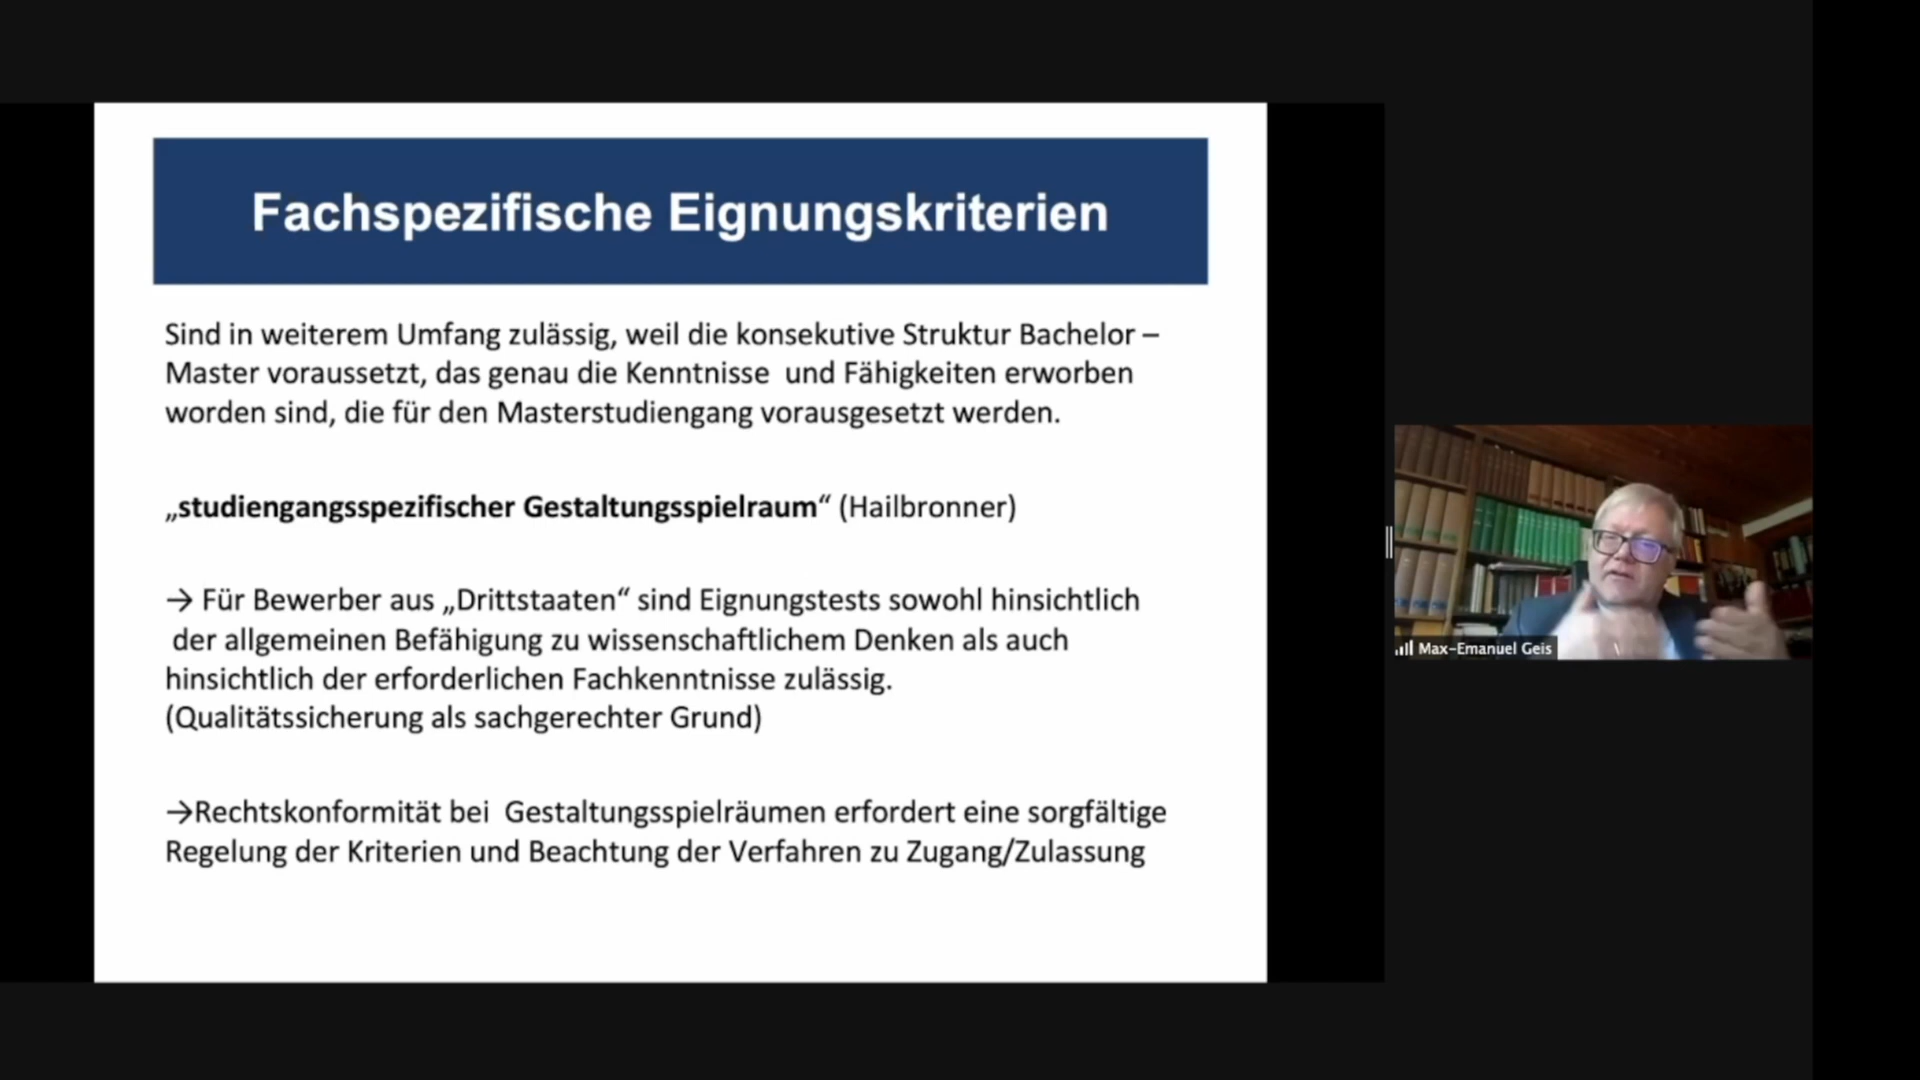 Fachspezifische Eignungskriterien
Sind in weiterem Umfang zulässig, weil die konsekutive Struktur Bachelor –
Master voraussetzt, das genau die Kenntnisse  und Fähigkeiten erworben
worden sind, die für den Masterstudiengang vorausgesetzt werden.
„studiengangsspezifischer Gestaltungsspielraum“ (Hailbronner)
→ Für Bewerber aus „Drittstaaten“ sind Eignungstests sowohl hinsichtlich
der allgemeinen Befähigung zu wissenschaftlichem Denken als auch
hinsichtlich der erforderlichen Fachkenntnisse zulässig.
(Qualitätssicherung als sachgerechter Grund)
→Rechtskonformität bei  Gestaltungsspielräumen erfordert eine sorgfältige
Regelung der Kriterien und Beachtung der Verfahren zu Zugang/Zulassung
Max-Emanuel Geis